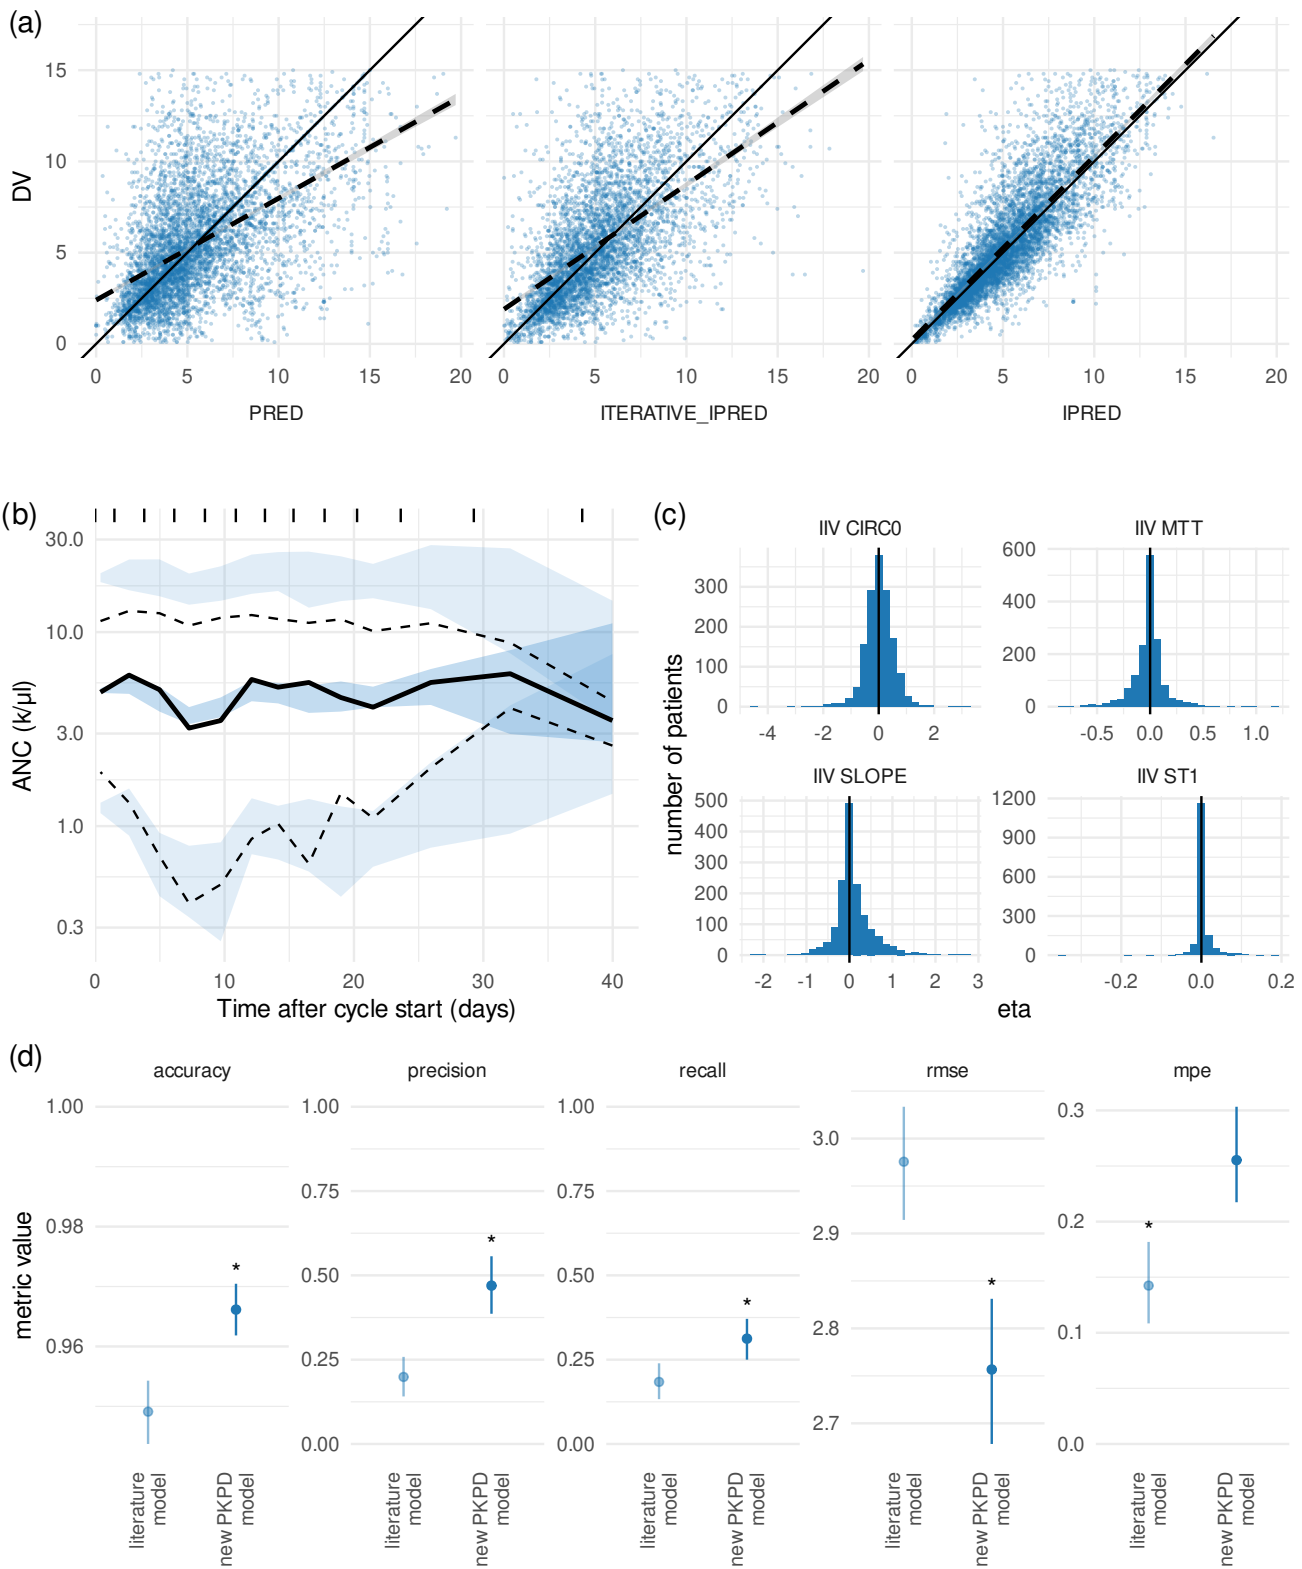 (a)
15
10
5
0
DV
0 5 10 15 20
0 5 10 15 20
0 5 10 15 20
PRED
ITERATIVE_IPRED
IPRED
(b)
30.0
10.0
3.0
1.0
0.3
ANC (k/µl)
0 10 20 30 40
Time after cycle start (days)
(c)
number of patients
IIV CIRC0
300
200
100
0
-4 -2 0 2
IIV MTT
600
400
200
0
-0.5 0.0 0.5 1.0
IIV SLOPE
500
400
300
200
100
0
-2 -1 0 1 2 3
IIV ST1
1200
900
600
300
0
-0.2 0.0 0.2
eta
(d)
metric value
accuracy
1.00
0.98
0.96
*
literature
model
new PKPD
model
precision
1.00
0.75
0.50
0.25
0.00
*
literature
model
new PKPD
model
recall
1.00
0.75
0.50
0.25
0.00
*
literature
model
new PKPD
model
rmse
3.0
2.9
2.8
2.7
*
literature
model
new PKPD
model
mpe
0.3
0.2
0.1
0.0
*
literature
model
new PKPD
model